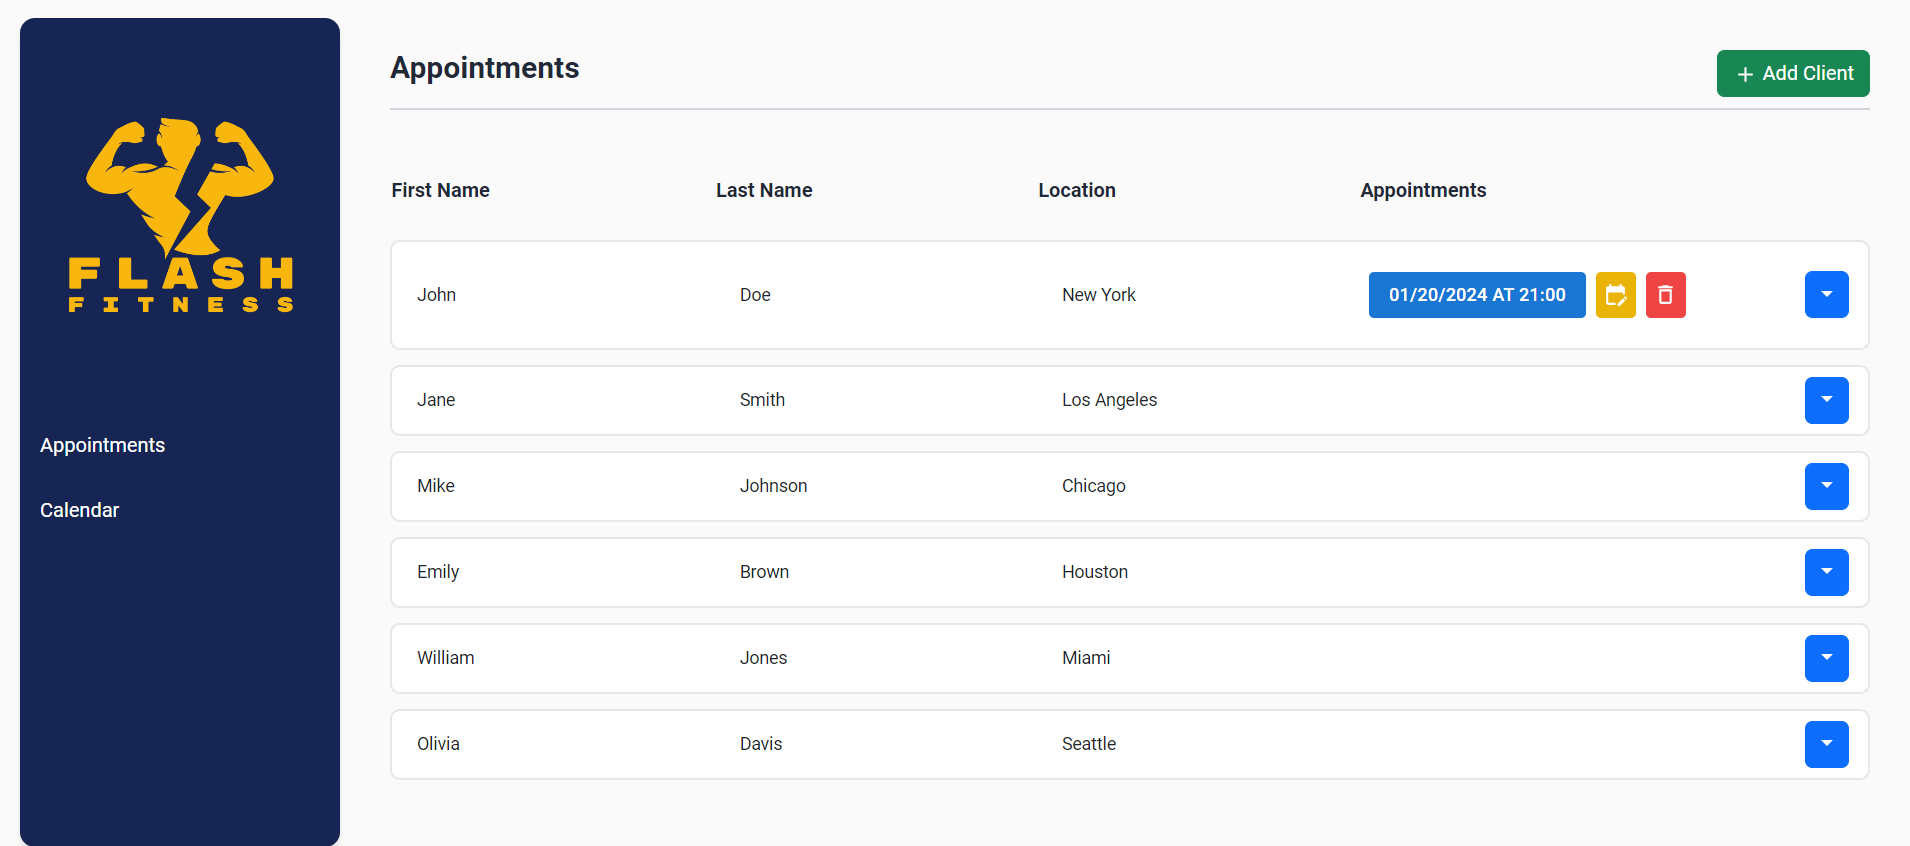 FLASH
FITNESS
Appointments
Calendar
Appointments
Add Client
First Name Last Name Location Appointments
John Doe New York 01/20/2024 AT 21:00
Jane Smith Los Angeles
Mike Johnson Chicago
Emily Brown Houston
William Jones Miami
Olivia Davis Seattle